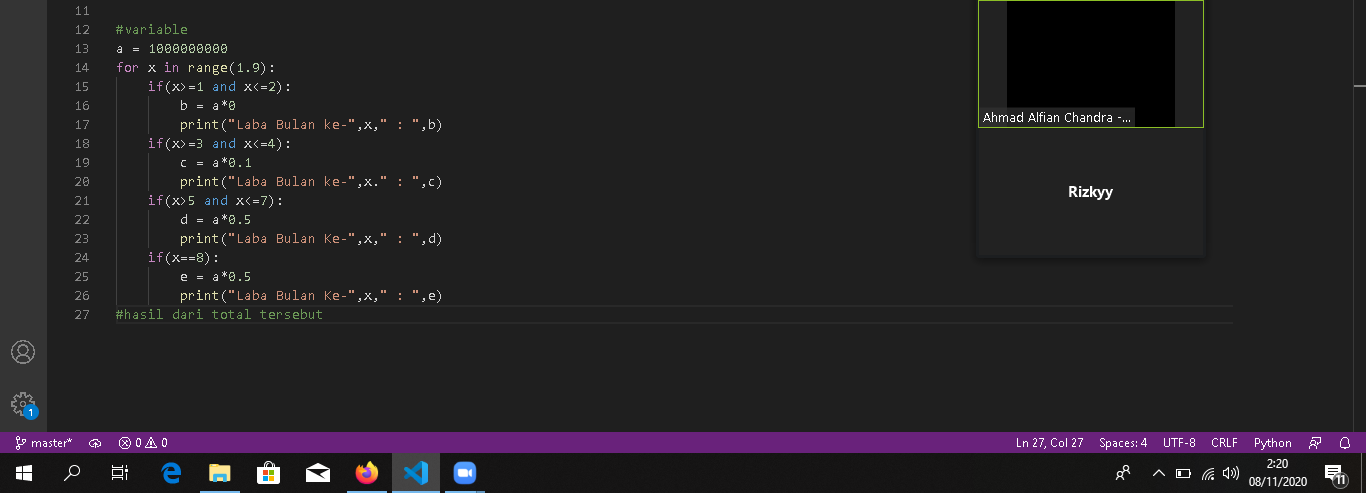 11
12 #variable
13 a = 1000000000
14 for x in range(1.9):
15 if(x>=1 and x<=2):
16 b = a*0
17 print("Laba Bulan ke-",x," : ",b)
18 if(x>=3 and x<=4):
19 c = a*0.1
20 print("Laba Bulan ke-",x." : ",c)
21 if(x>5 and x<=7):
22 d = a*0.5
23 print("Laba Bulan Ke-",x," : ",d)
24 if(x==8):
25 e = a*0.5
26 print("Laba Bulan Ke-",x," : ",e)
27 #hasil dari total tersebut
Ahmad Alfian Chandra -...
Rizkyy
1
master* 0 0 Ln 27, Col 27 Spaces: 4 UTF-8 CRLF Python
2:20
08/11/2020
11